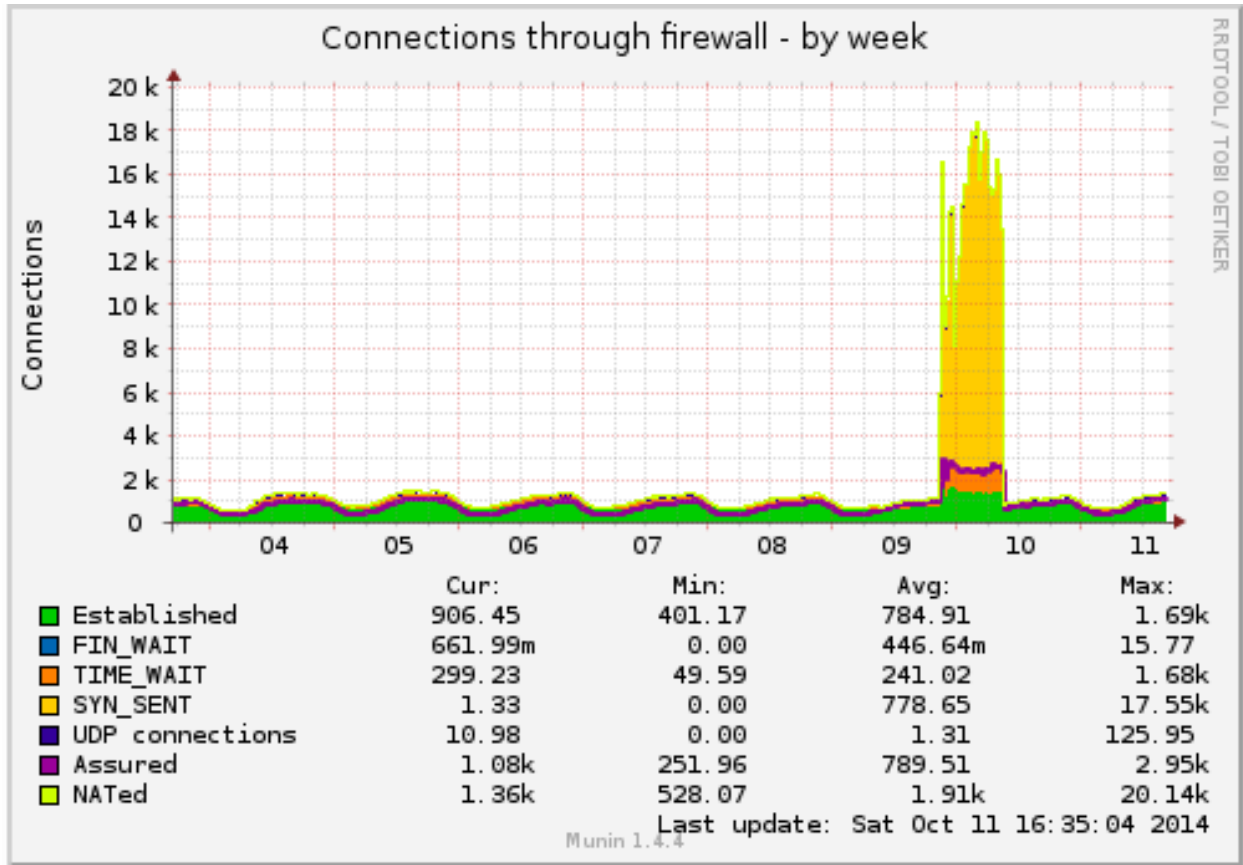 Connections through firewall - by week
RRDTOOL / TOBI OETIKER
Connections
20 k
18 k
16 k
14 k
12 k
10 k
8 k
6 k
4 k
2 k
0
04 05 06 07 08 09 10 11
Cur: Min: Avg: Max:
Established 906.45 401.17 784.91 1.69k
FIN_WAIT 661.99m 0.00 446.64m 15.77
TIME_WAIT 299.23 49.59 241.02 1.68k
SYN_SENT 1.33 0.00 778.65 17.55k
UDP connections 10.98 0.00 1.31 125.95
Assured 1.08k 251.96 789.51 2.95k
NATed 1.36k 528.07 1.91k 20.14k
Last update: Sat Oct 11 16:35:04 2014
Munin 1.4.4